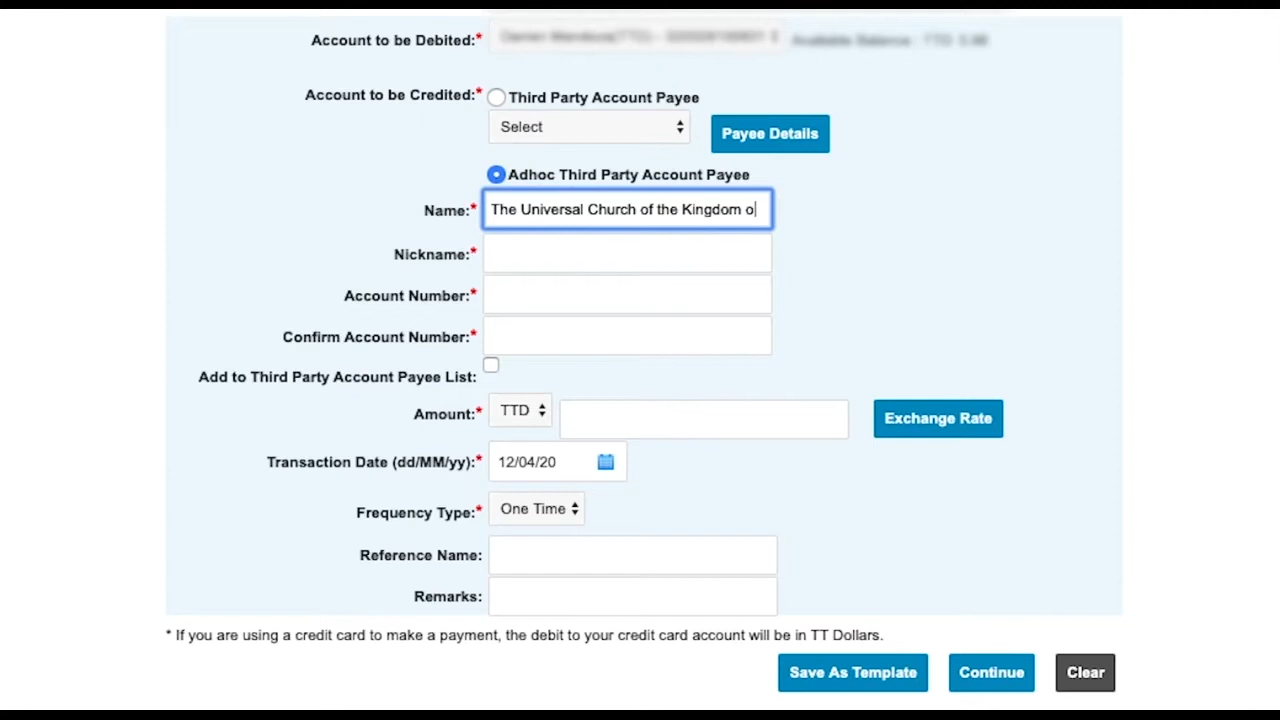 Account to be Debited:*
Account to be Credited:* Third Party Account Payee
Select Payee Details
Adhoc Third Party Account Payee
Name:* The Universal Church of the Kingdom o
Nickname:*
Account Number:*
Confirm Account Number:*
Add to Third Party Account Payee List:
Amount:* TTD Exchange Rate
Transaction Date (dd/MM/yy):* 12/04/20
Frequency Type:* One Time
Reference Name:
Remarks:
* If you are using a credit card to make a payment, the debit to your credit card account will be in TT Dollars.
Save As Template Continue Clear